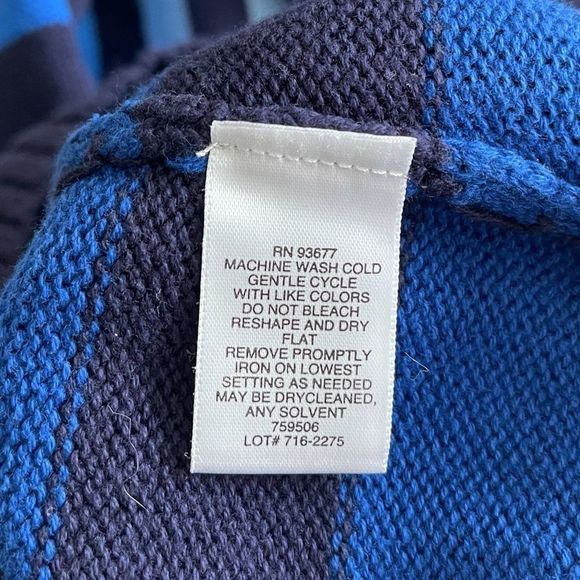 RN 93677
MACHINE WASH COLD
GENTLE CYCLE
WITH LIKE COLORS
DO NOT BLEACH
RESHAPE AND DRY
FLAT
REMOVE PROMPTLY
IRON ON LOWEST
SETTING AS NEEDED
MAY BE DRYCLEANED,
ANY SOLVENT
759506
LOT# 716-2275